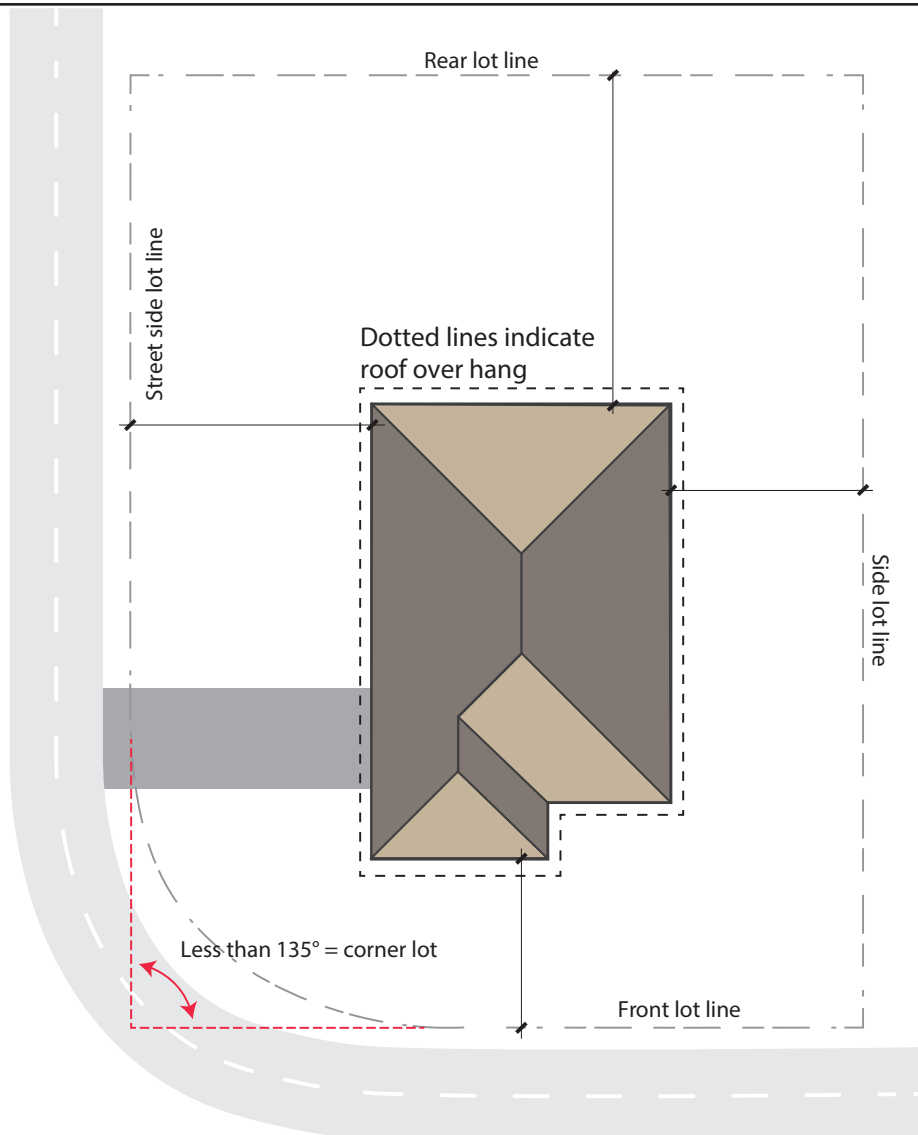 Rear lot line
Street side lot line
Dotted lines indicate
roof over hang
Side lot line
Less than 135° = corner lot
Front lot line